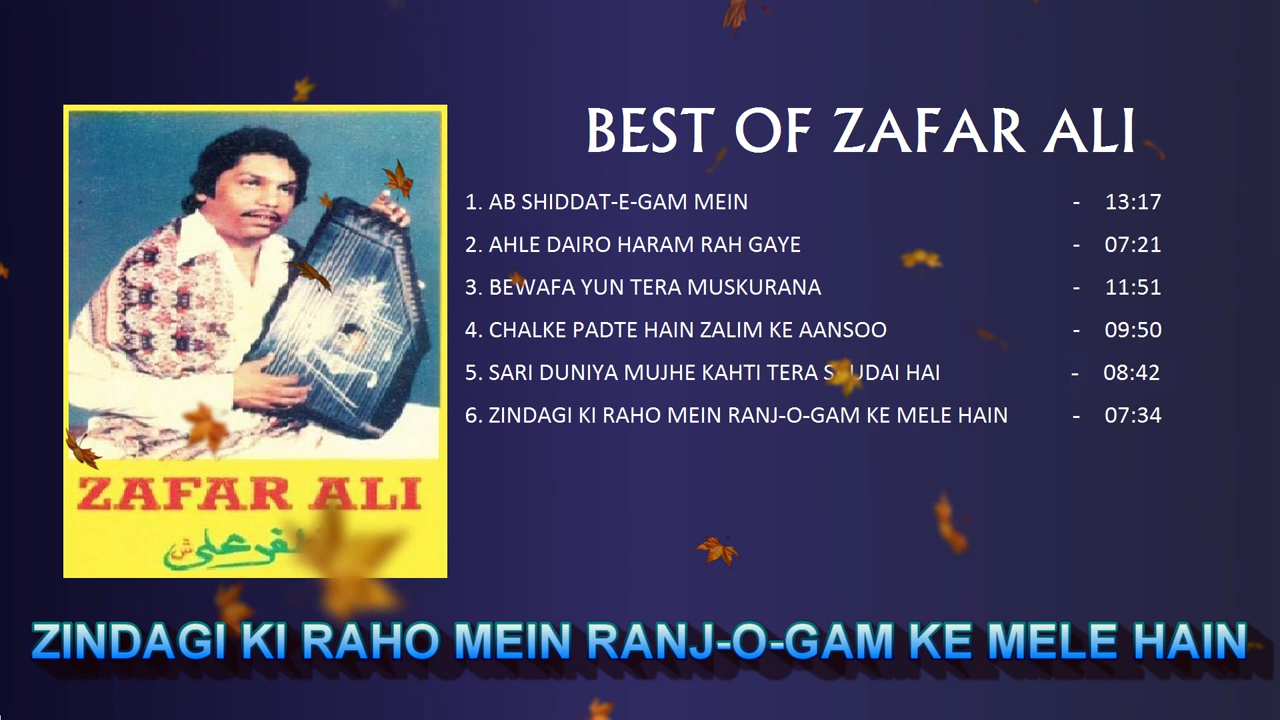 BEST OF ZAFAR ALI
1. AB SHIDDAT-E-GAM MEIN - 13:17
2. AHLE DAIRO HARAM RAH GAYE - 07:21
3. BEWAFA YUN TERA MUSKURANA - 11:51
4. CHALKE PADTE HAIN ZALIM KE AANSOO - 09:50
5. SARI DUNIYA MUJHE KAHTI TERA HAI - 08:42
6. ZINDAGI KI RAHO MEIN RANJ-O-GAM KE MELE HAIN - 07:34
ZAFAR ALI
علی
ZINDAGI KI RAHO MEIN RANJ-O-GAM KE MELE HAIN